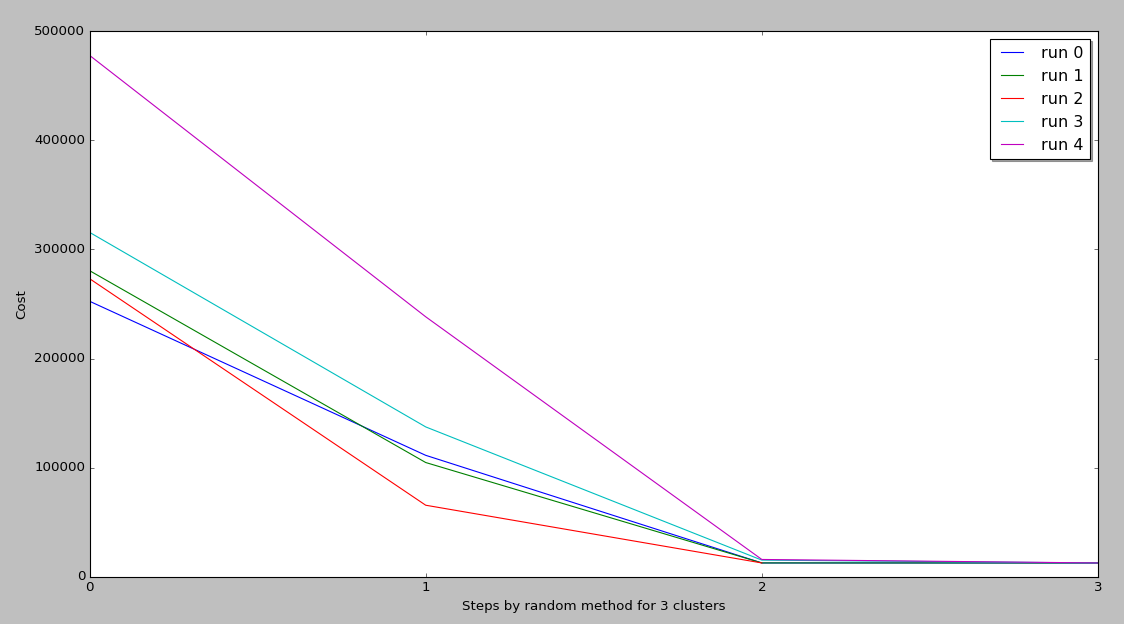 500000
400000
300000
200000
100000
0
Cost
0 1 2 3
Steps by random method for 3 clusters
run 0
run 1
run 2
run 3
run 4